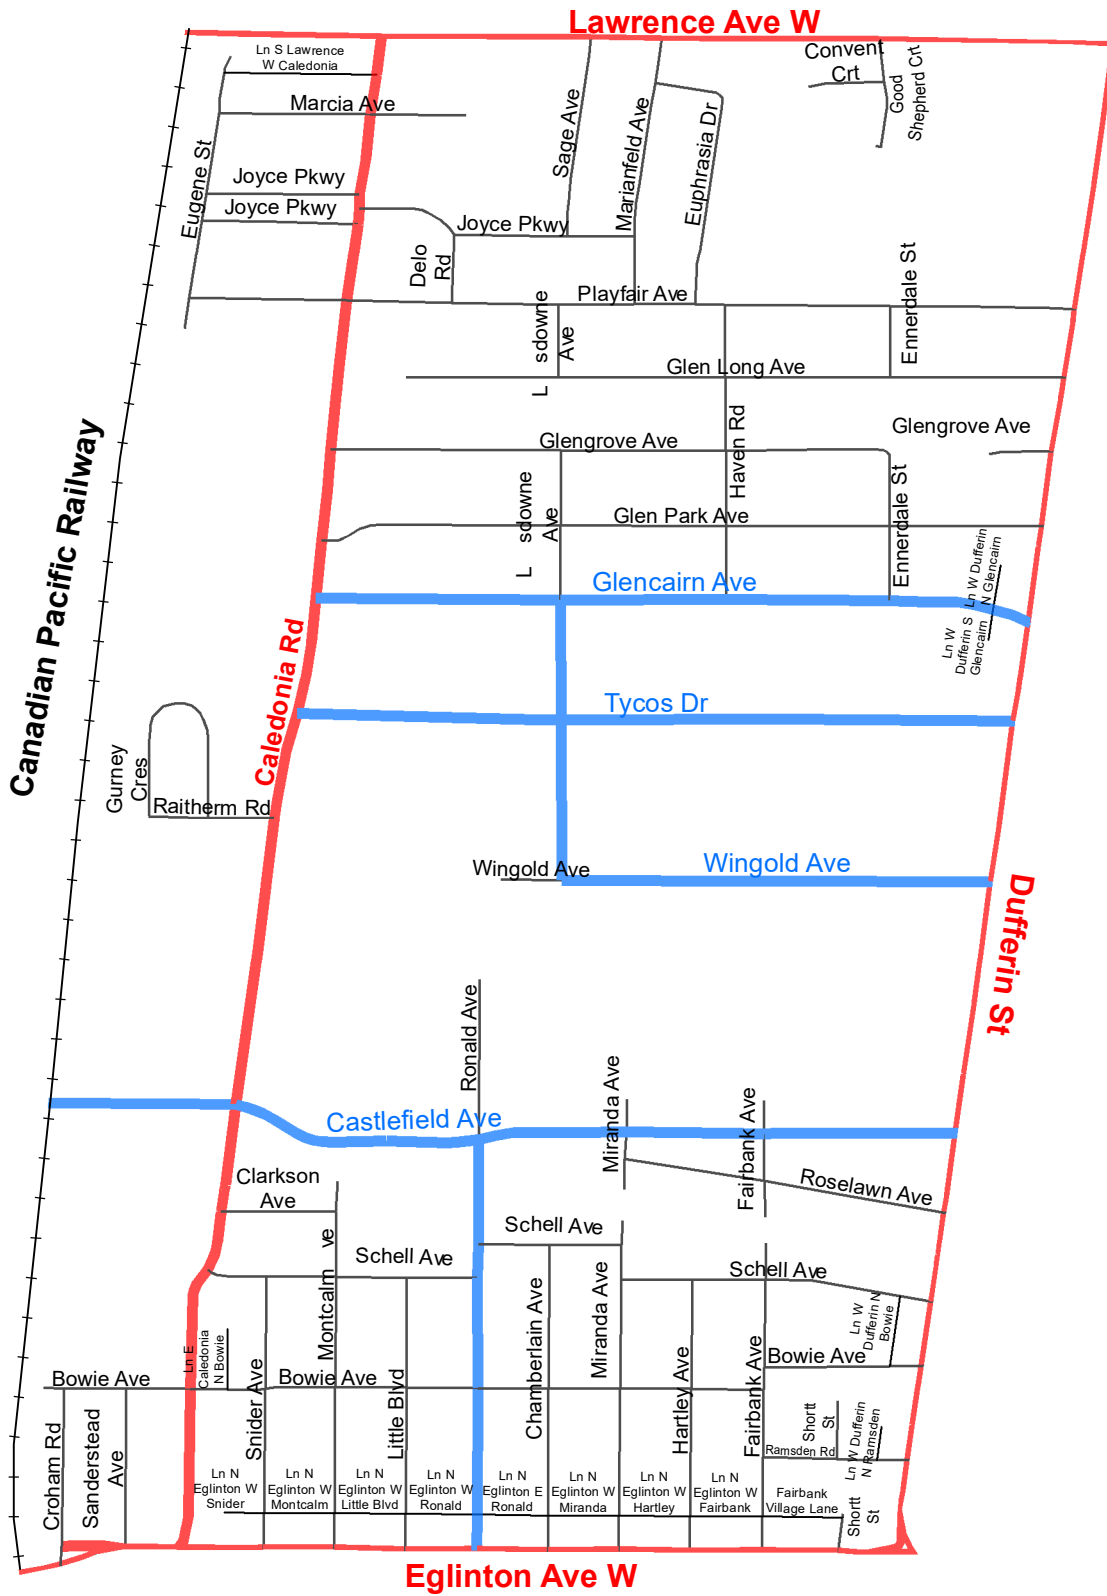 Lawrence Ave W
Ln S Lawrence
W Caledonia
Convent
Crt
Good
Shepherd Crt
Marcia Ave
Sage Ave
Marianfeld Ave
Euphrasia Dr
Eugene St
Joyce Pkwy
Joyce Pkwy
Joyce Pkwy
Delo
Rd
Playfair Ave
Ennerdale St
L sdowne
Ave
Glen Long Ave
Haven Rd
Glengrove Ave
Glengrove Ave
L sdowne
Ave
Glen Park Ave
Ennerdale St
Ln W Dufferin
N Glencairn
Glencairn Ave
Ln W
Dufferin S
Glencairn
Canadian Pacific Railway
Caledonia Rd
Tycos Dr
Gurney
Cres
Raitherm Rd
Wingold Ave
Wingold Ave
Dufferin St
Ronald Ave
Miranda Ave
Fairbank Ave
Castlefield Ave
Clarkson
Ave
Roselawn Ave
Schell Ave
Schell Ave
Schell Ave
Montcalm ve
Chamberlain Ave
Miranda Ave
Ln W
Dufferin N
Bowie
Ln E
Caledonia
N Bowie
Snider Ave
Little Blvd
Hartley Ave
Fairbank Ave
Bowie Ave
Bowie Ave
Bowie Ave
Croham Rd
Sanderstead
Ave
Shortt
St
Ramsden Rd
Ln W Dufferin
N Ramsden
Ln N
Eglinton W
Snider
Ln N
Eglinton W
Montcalm
Ln N
Eglinton W
Little Blvd
Ln N
Eglinton W
Ronald
Ln N
Eglinton E
Ronald
Ln N
Eglinton W
Miranda
Ln N
Eglinton W
Hartley
Ln N
Eglinton W
Fairbank
Fairbank
Village Lane
Shortt
St
Eglinton Ave W